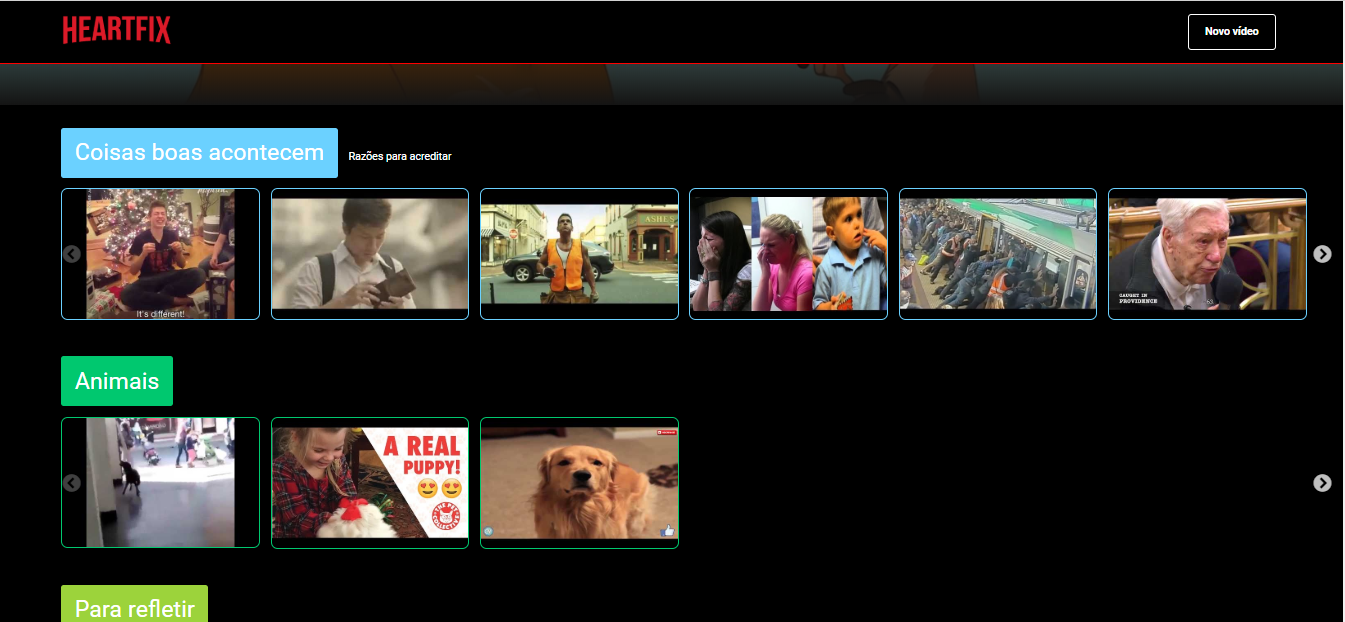 HEARTFIX
Novo vídeo
Coisas boas acontecem
Razões para acreditar
It's different!
ASHES
CAUGHT IN
PROVIDENCE
Animais
A REAL
PUPPY!
Para refletir